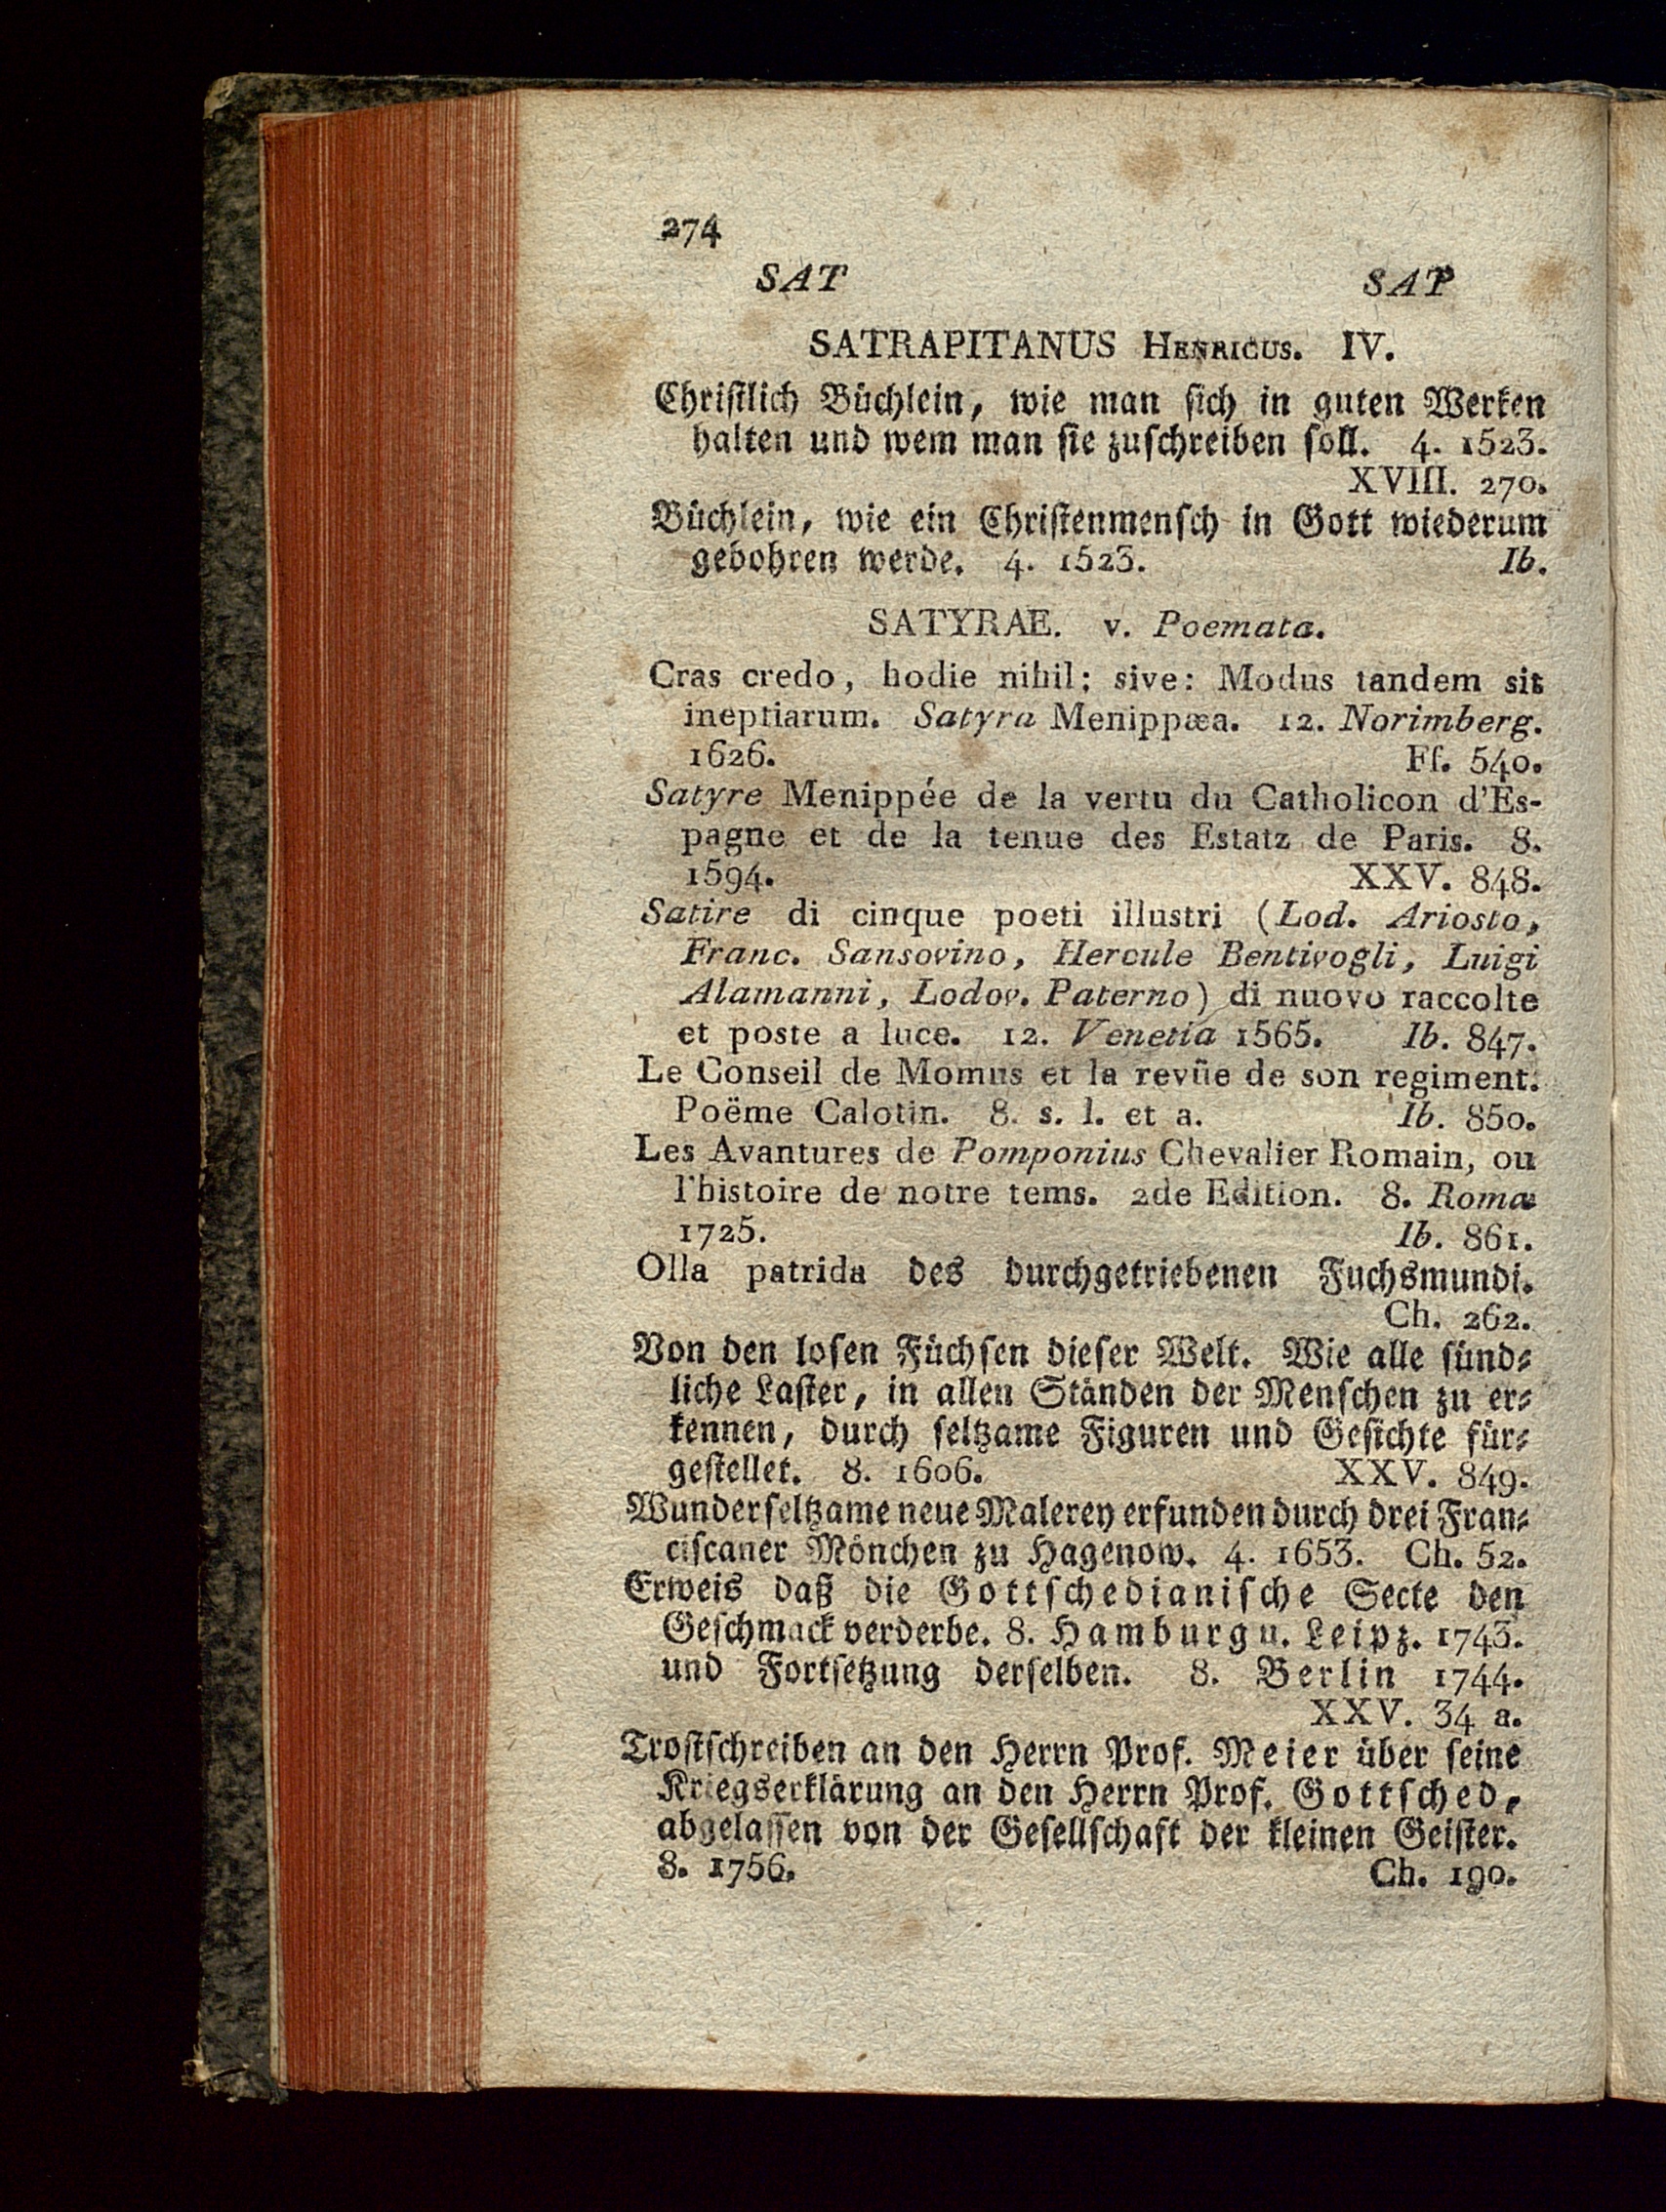 274
SAT SAT
SATRAPITANUS HENRICUS. IV.
Chriſtlich Büchlein, wie man ſich in guten Werken
halten und wem man ſie zuſchreiben ſoll. 4. 1523.
XVIII. 270.
Büchlein, wie ein Chriſtenmenſch in Gott wiederum
gebohren werde. 4. 1523. Ib.
SATYRAE. v. Poemata.
Cras credo, hodie nihil; sive: Modus tandem sit
ineptiarum. Satyra Menippæa. 12. Norimberg.
1626. Ff. 540.
Satyre Menippée de la vertu du Catholicon d'Es-
pagne et de la tenue des Estatz de Paris. 8.
1594. XXV. 848.
Satire di cinque poeti illustri (Lod. Ariosto,
Franc. Sansovino, Hercule Bentivogli, Luigi
Alamanni, Lodov. Paterno) di nuovo raccolte
et poste a luce. 12. Venetia 1565. Ib. 847.
Le Conseil de Momus et la revûe de son regiment.
Poëme Calotin. 8. s. l. et a. Ib. 850.
Les Avantures de Pomponius Chevalier Romain, ou
l'histoire de notre tems. 2de Edition. 8. Romæ
1725. Ib. 861.
Olla patrida des durchgetriebenen Fuchsmundi.
Ch. 262.
Von den loſen Füchſen dieſer Welt. Wie alle ſünd⸗
liche Laſter, in allen Ständen der Menſchen zu er⸗
kennen, durch ſeltzame Figuren und Geſichte für⸗
geſtellet. 8. 1606. XXV. 849.
Wunderſeltzame neue Malerey erfunden durch drei Fran⸗
ciſcaner Mönchen zu Hagenow. 4. 1653. Ch. 52.
Erweis daß die Gottſchedianiſche Secte den
Geſchmack verderbe. 8. Hamburg u. Leipz. 1743.
und Fortſetzung derſelben. 8. Berlin 1744.
XXV. 34 a.
Troſtſchreiben an den Herrn Prof. Meier über ſeine
Kriegserklärung an den Herrn Prof. Gottſched,
abgelaſſen von der Geſellſchaft der kleinen Geiſter.
8. 1756. Ch. 190.